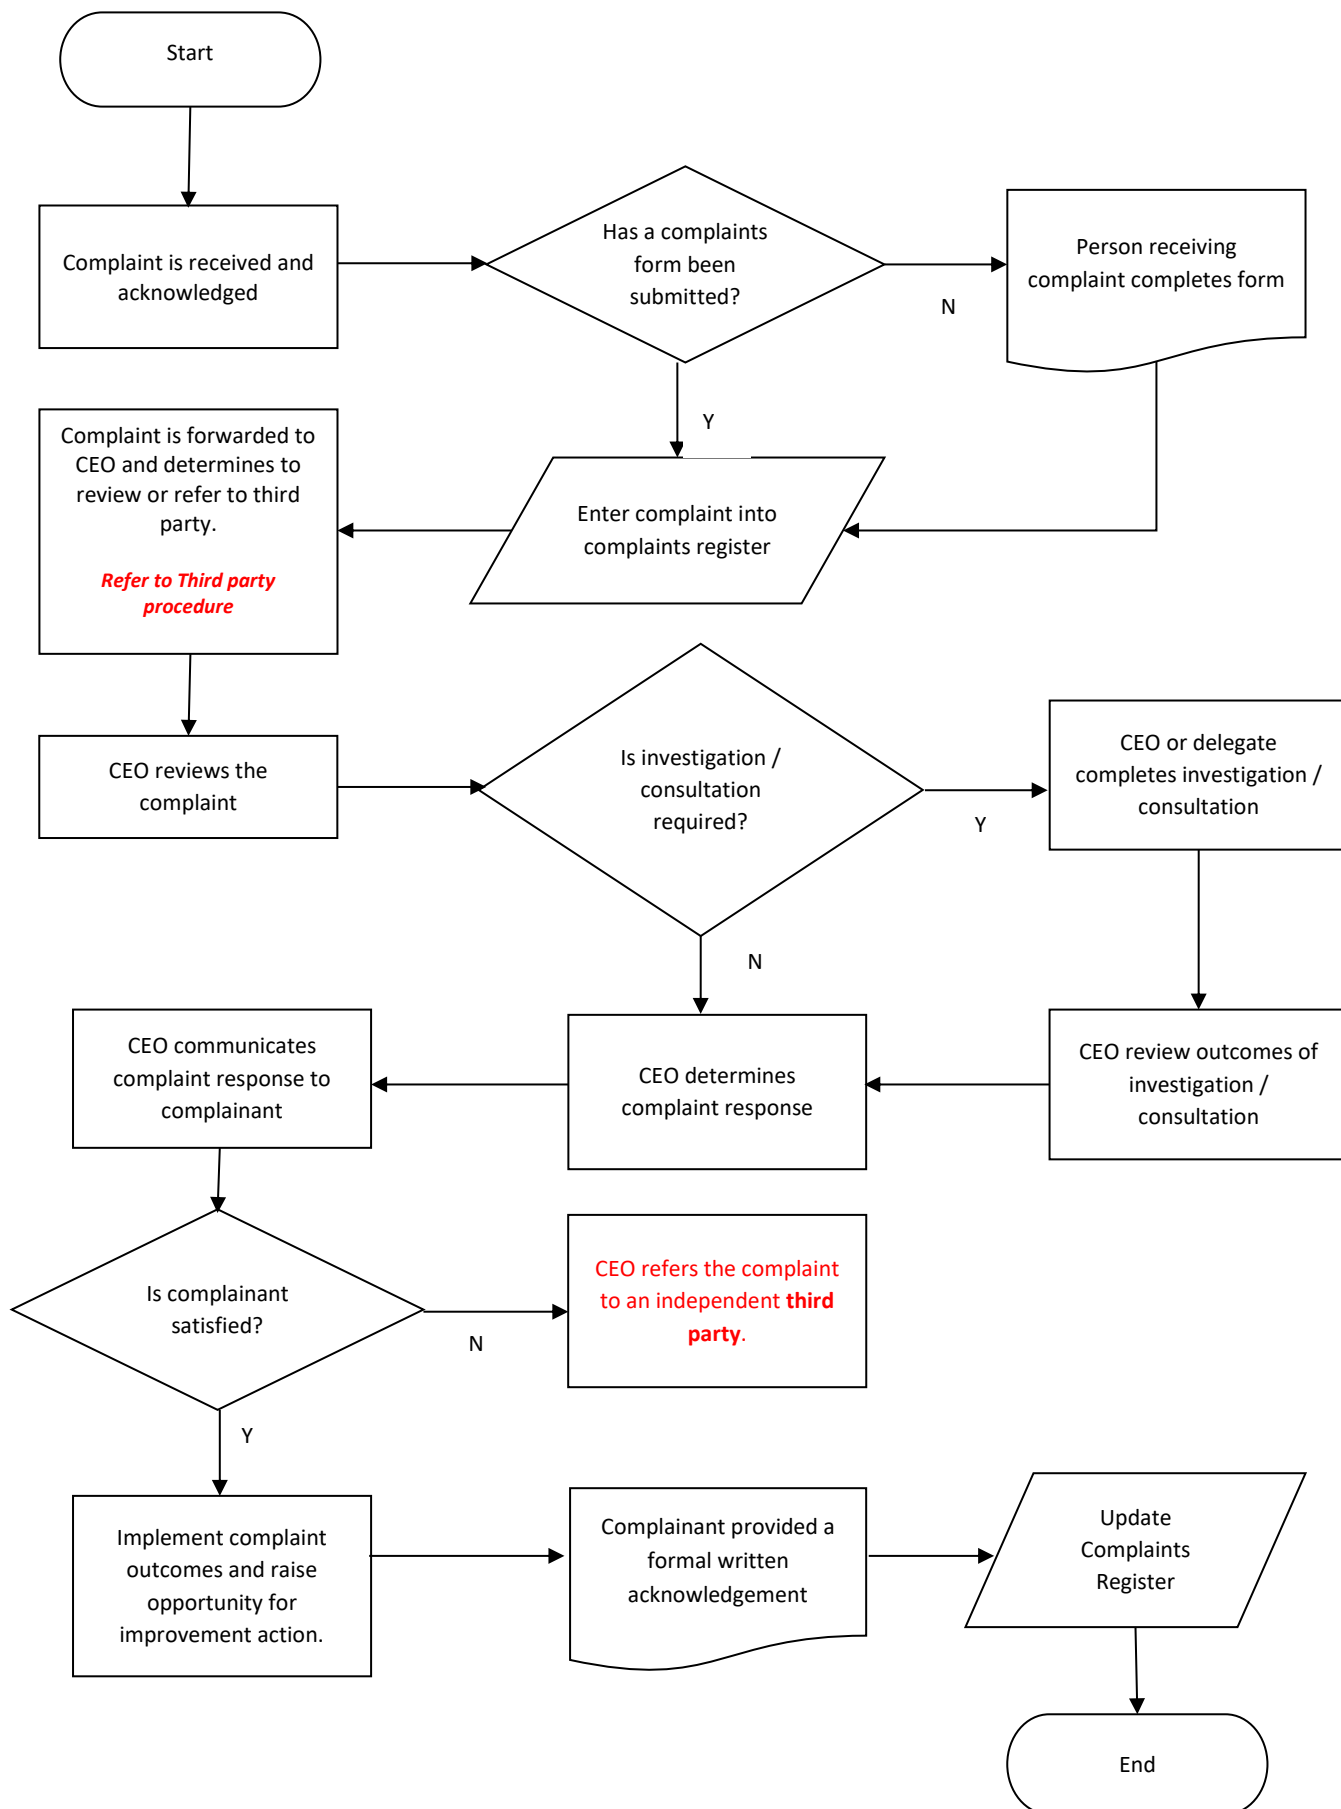 Start
Complaint is received and
acknowledged
Has a complaints
form been
submitted?
N
Person receiving
complaint completes form
Y
Complaint is forwarded to
CEO and determines to
review or refer to third
party.
Refer to Third party
procedure
Enter complaint into
complaints register
CEO reviews the
complaint
Is investigation /
consultation
required?
Y
CEO or delegate
completes investigation /
consultation
N
CEO communicates
complaint response to
complainant
CEO determines
complaint response
CEO review outcomes of
investigation /
consultation
Is complainant
satisfied?
N
CEO refers the complaint
to an independent third
party.
Y
Implement complaint
outcomes and raise
opportunity for
improvement action.
Complainant provided a
formal written
acknowledgement
Update
Complaints
Register
End